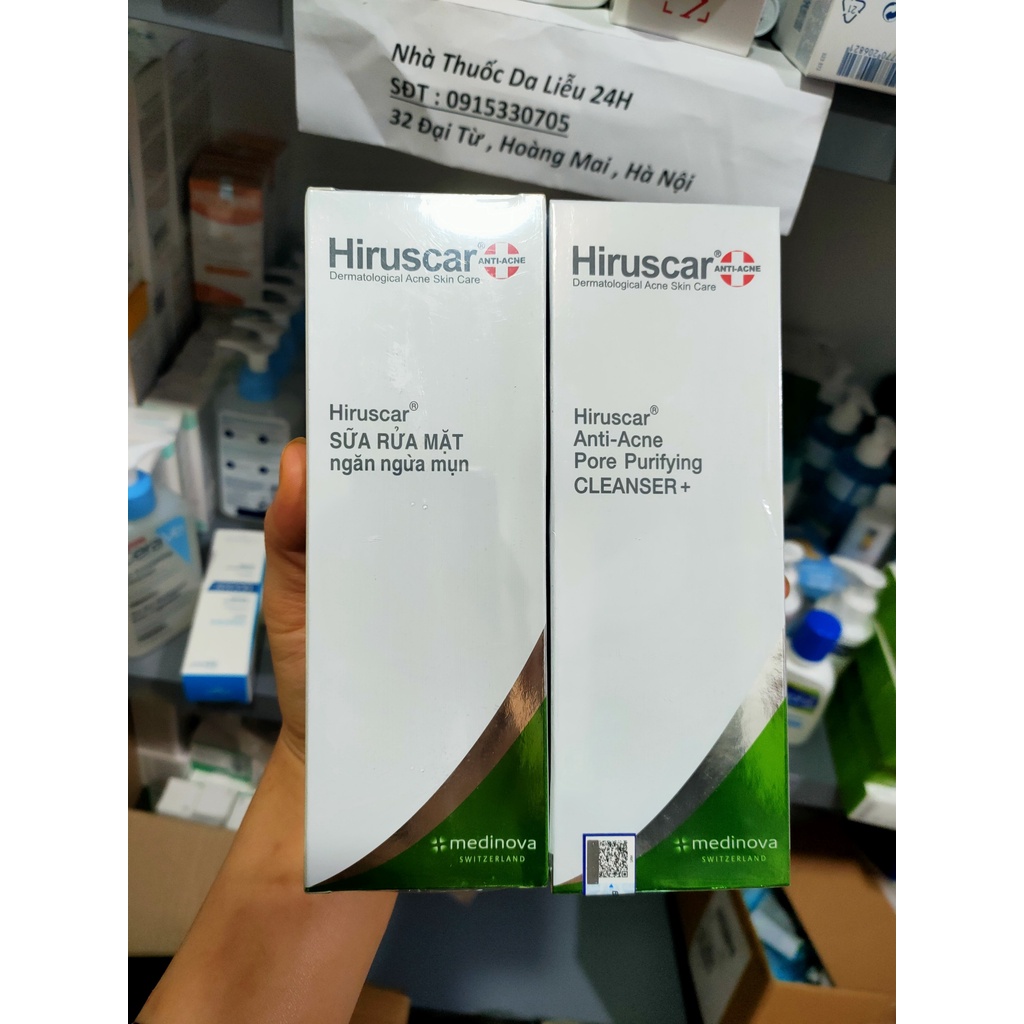 Nhà Thuốc Da Liễu 24H
SĐT : 0915330705
32 Đại Từ , Hoàng Mai , Hà Nội
Hiruscar® ANTI-ACNE
Dermatological Acne Skin Care
Hiruscar®
SỮA RỬA MẶT
ngăn ngừa mụn
medinova
SWITZERLAND
Hiruscar® ANTI-ACNE
Dermatological Acne Skin Care
Hiruscar®
Anti-Acne
Pore Purifying
CLEANSER+
medinova
SWITZERLAND